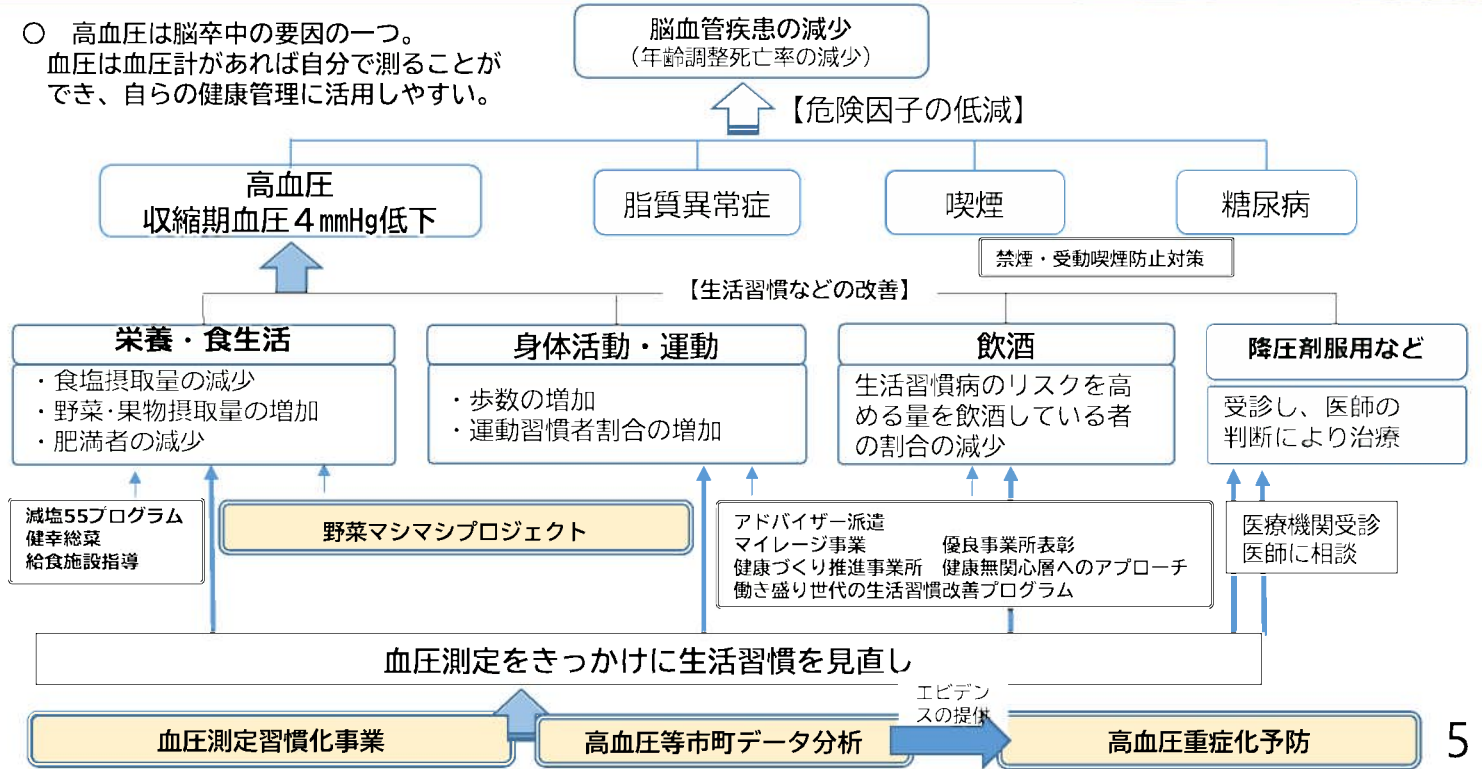 ○　高血圧は脳卒中の要因の一つ。
血圧は血圧計があれば自分で測ることが
でき、自らの健康管理に活用しやすい。
脳血管疾患の減少
（年齢調整死亡率の減少）
【危険因子の低減】
高血圧
収縮期血圧４㎜Hg低下
脂質異常症
喫煙
糖尿病
禁煙・受動喫煙防止対策
【生活習慣などの改善】
栄養・食生活
・食塩摂取量の減少
・野菜・果物摂取量の増加
・肥満者の減少
身体活動・運動
・歩数の増加
・運動習慣者割合の増加
飲酒
生活習慣病のリスクを高
める量を飲酒している者
の割合の減少
降圧剤服用など
受診し、医師の
判断により治療
減塩55プログラム
健幸総菜
給食施設指導
野菜マシマシプロジェクト
アドバイザー派遣
マイレージ事業　　優良事業所表彰
健康づくり推進事業所　健康無関心層へのアプローチ
働き盛り世代の生活習慣改善プログラム
医療機関受診
医師に相談
血圧測定をきっかけに生活習慣を見直し
エビデン
スの提供
血圧測定習慣化事業
高血圧等市町データ分析
高血圧重症化予防
5